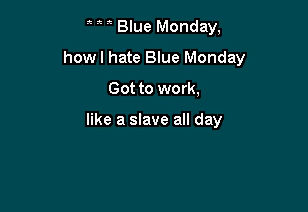 * * * Blue Monday,
how I hate Blue Monday
Got to work,
like a slave all day